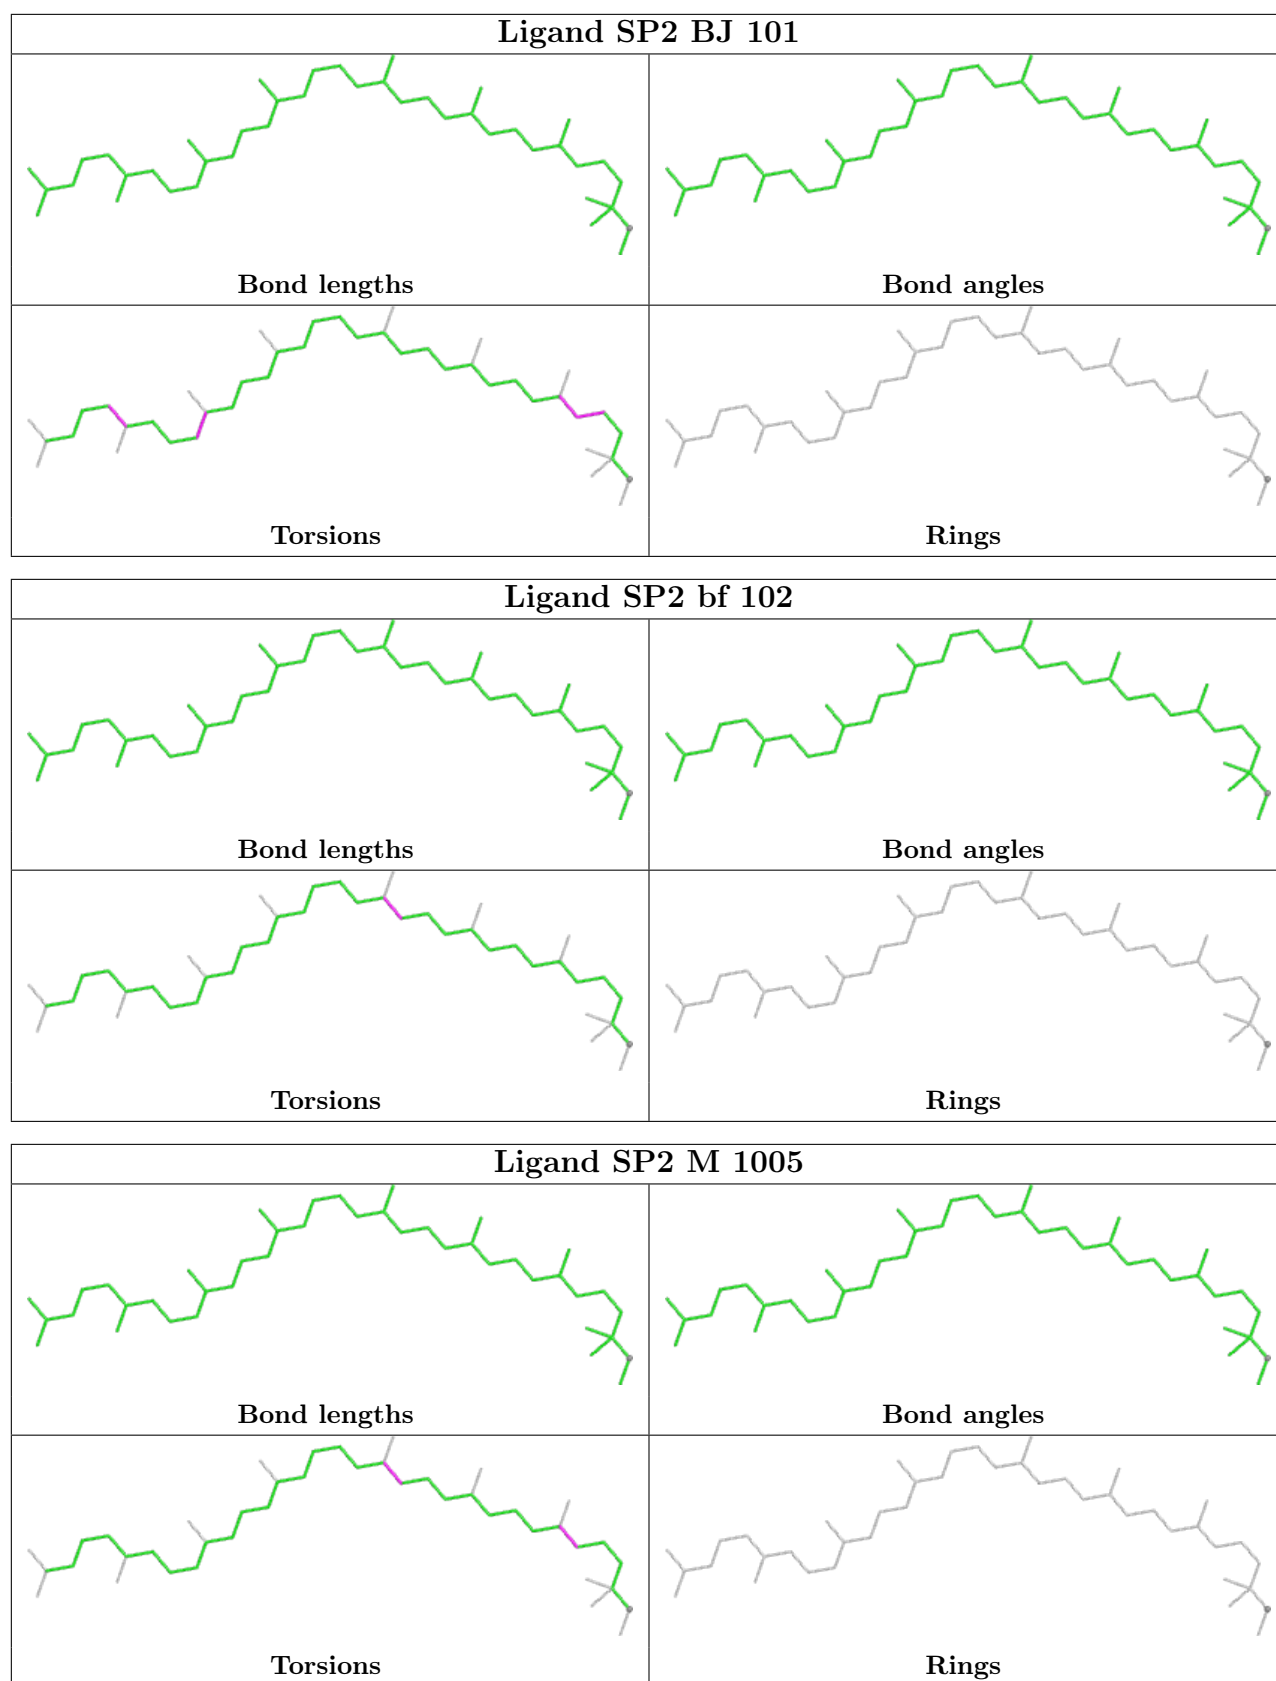 Ligand SP2 BJ 101
Bond lengths
Bond angles
Torsions
Rings
Ligand SP2 bf 102
Bond lengths
Bond angles
Torsions
Rings
Ligand SP2 M 1005
Bond lengths
Bond angles
Torsions
Rings